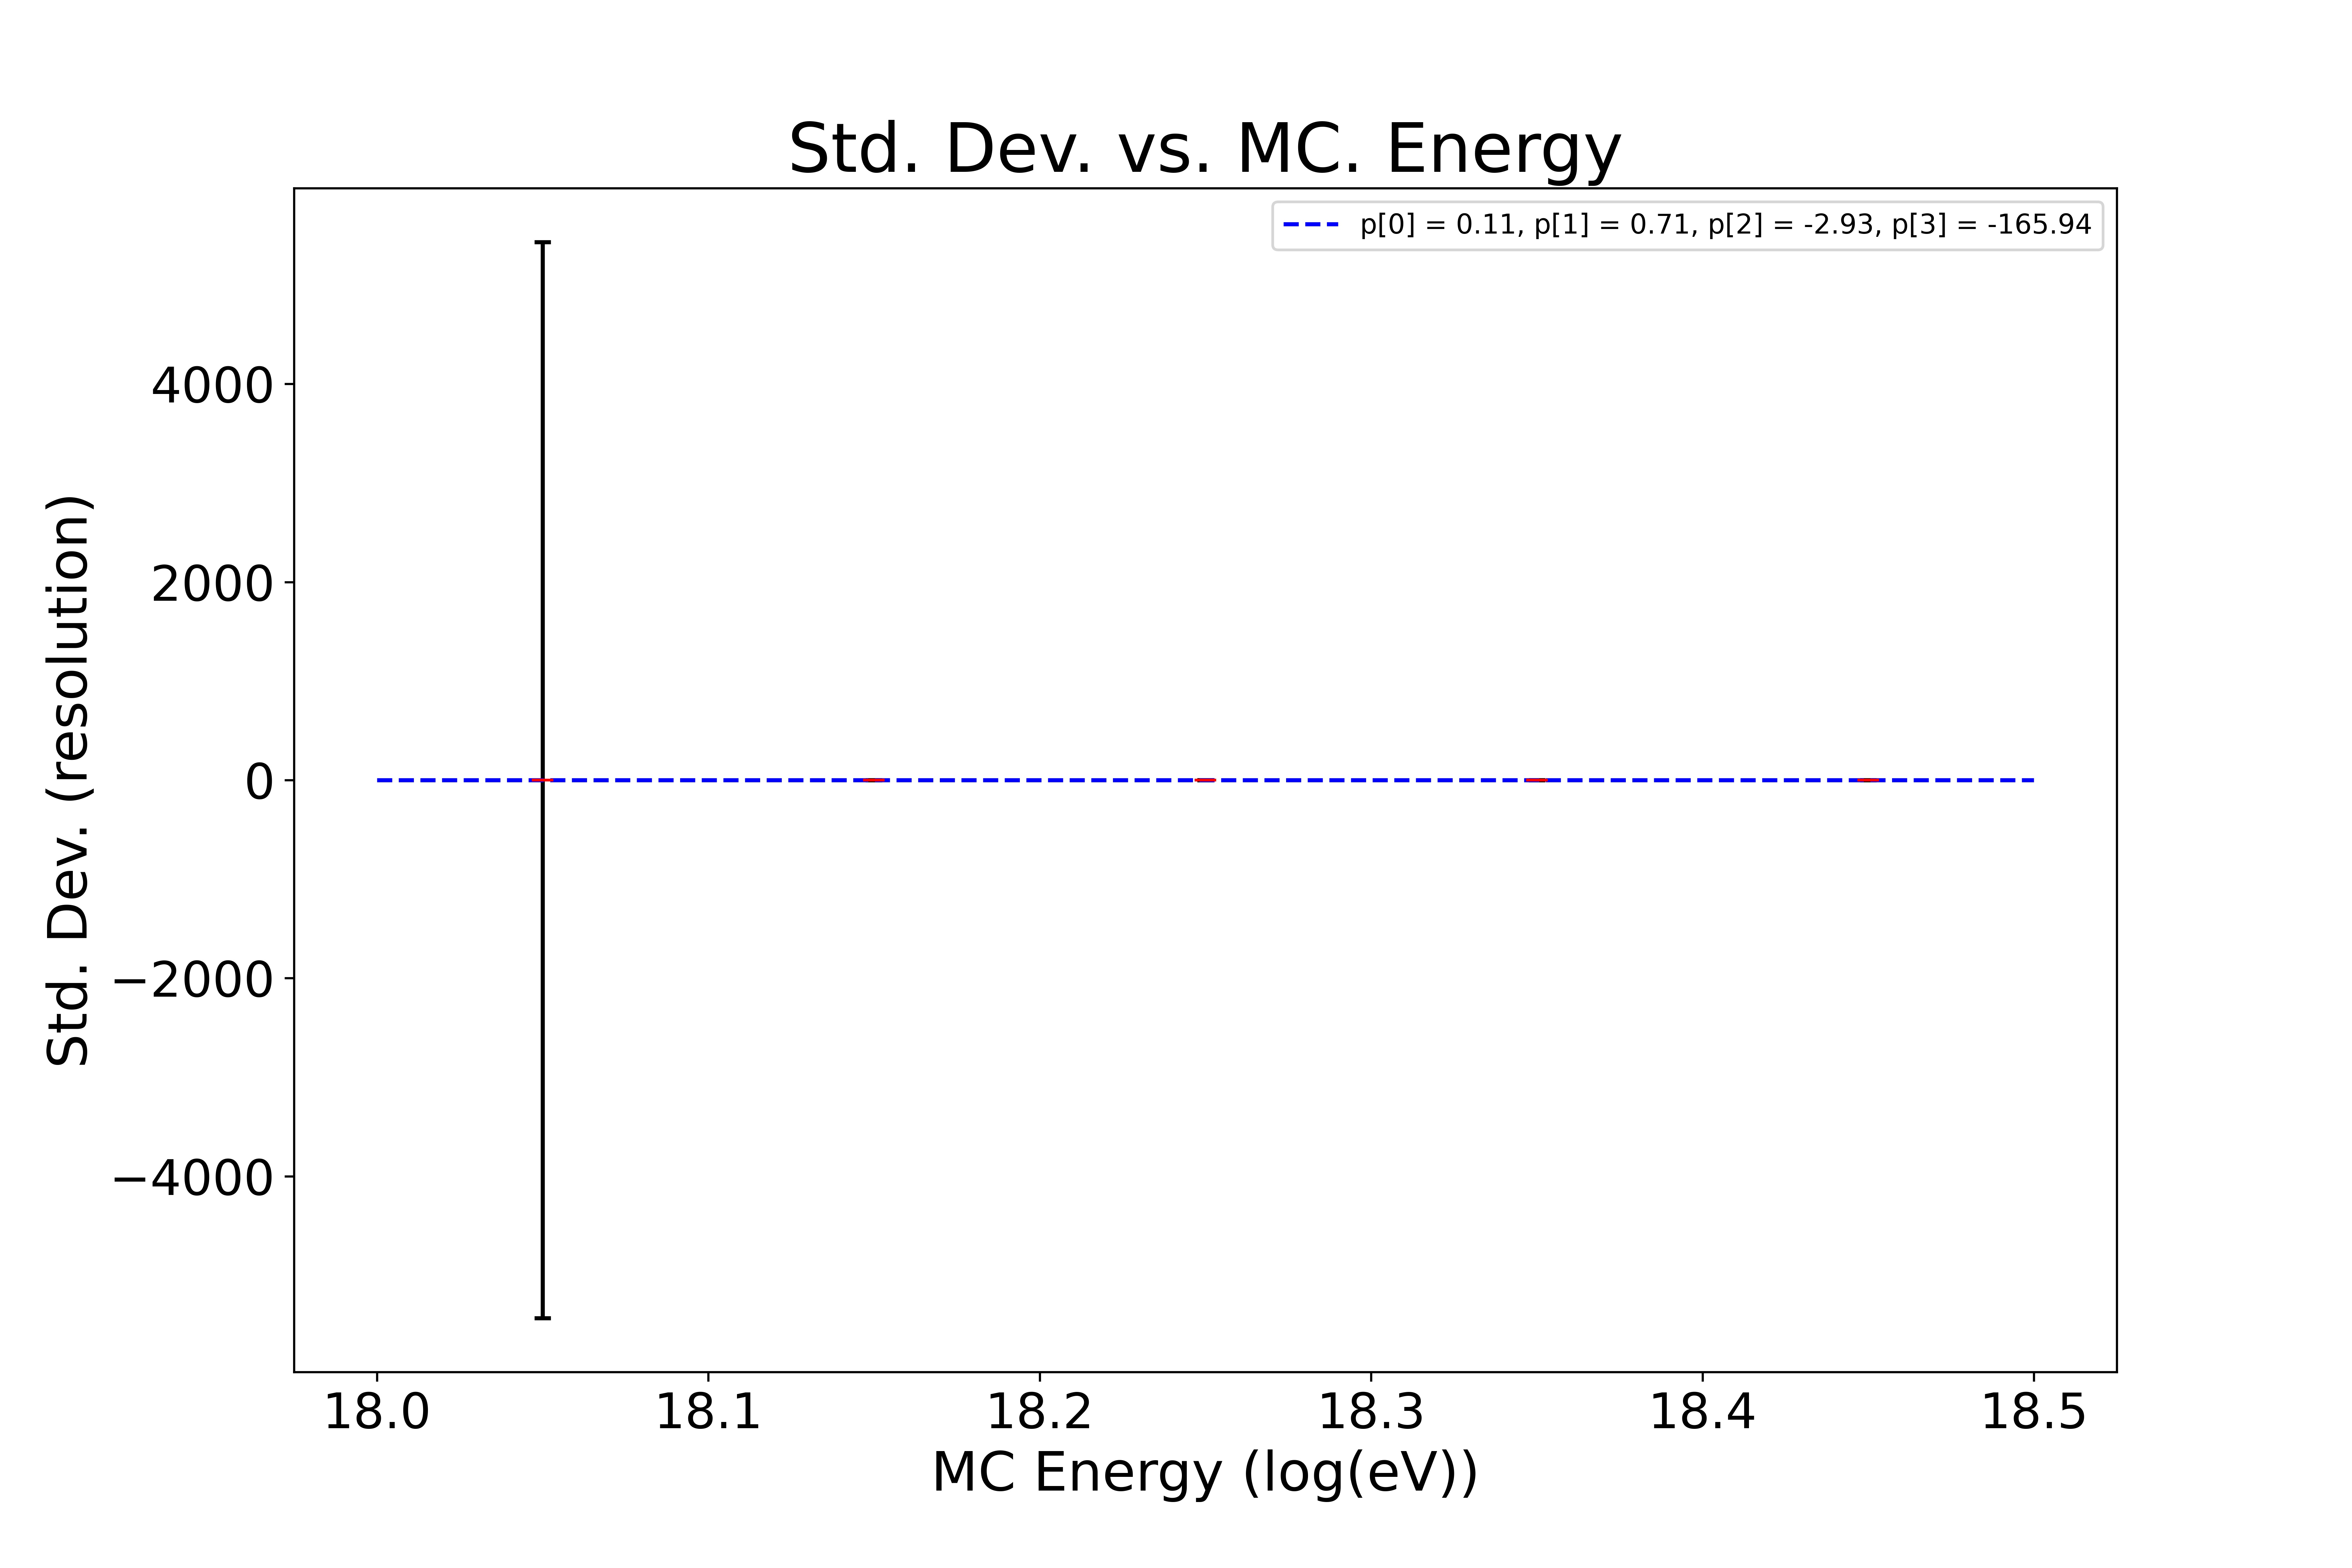 Std. Dev. vs. MC. Energy
p[0] = 0.11, p[1] = 0.71, p[2] = -2.93, p[3] = -165.94
Std. Dev. (resolution)
4000
2000
0
−2000
−4000
18.0 18.1 18.2 18.3 18.4 18.5
MC Energy (log(eV))